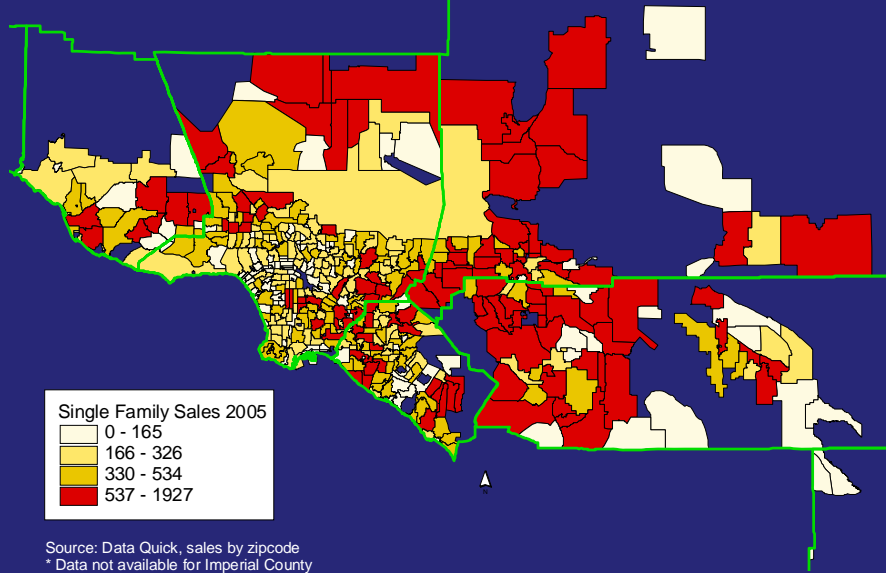 Single Family Sales 2005
0 - 165
166 - 326
330 - 534
537 - 1927
N
Source: Data Quick, sales by zipcode
* Data not available for Imperial County